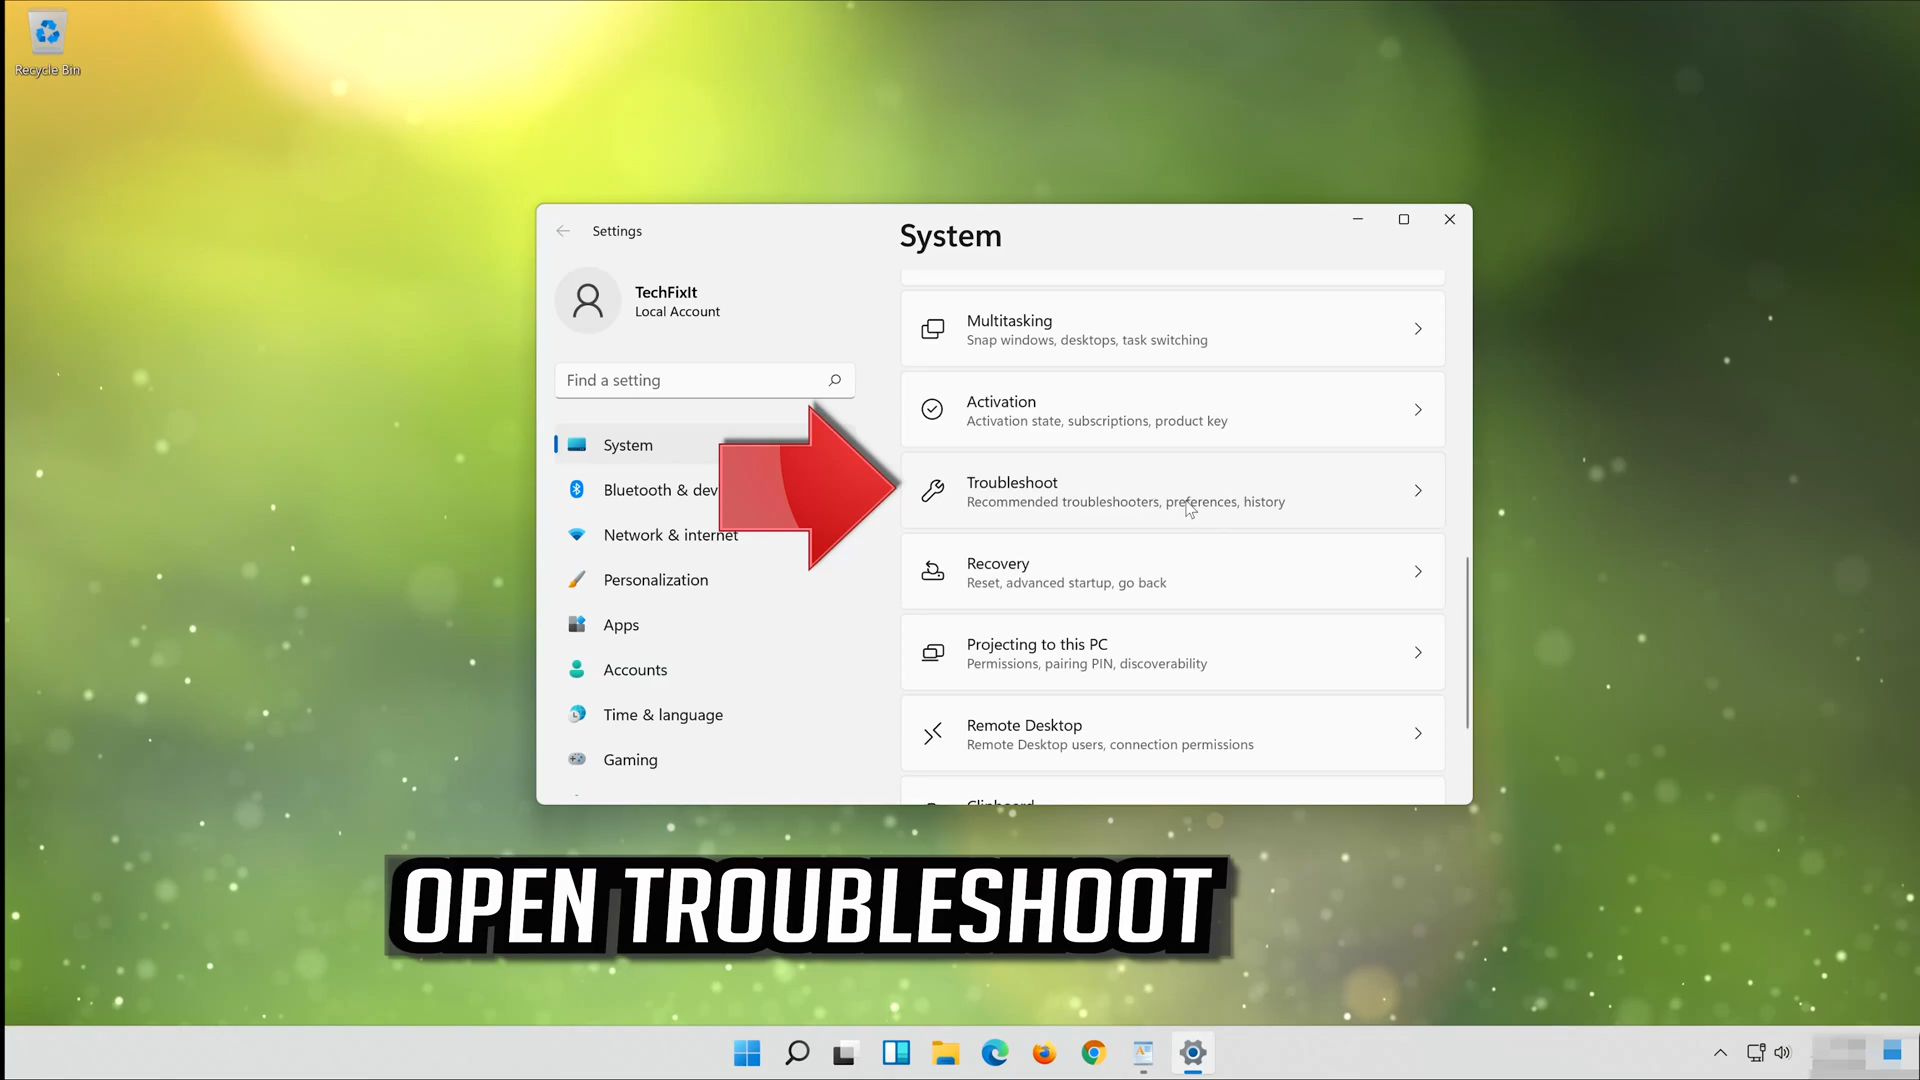 Recycle Bin
Settings
System
TechFixIt
Local Account
Find a setting
System
Bluetooth & dev
Network & internet
Personalization
Apps
Accounts
Time & language
Gaming
Multitasking
Snap windows, desktops, task switching
Activation
Activation state, subscriptions, product key
Troubleshoot
Recommended troubleshooters, preferences, history
Recovery
Reset, advanced startup, go back
Projecting to this PC
Permissions, pairing PIN, discoverability
Remote Desktop
Remote Desktop users, connection permissions
Clipboard
OPEN TROUBLESHOOT